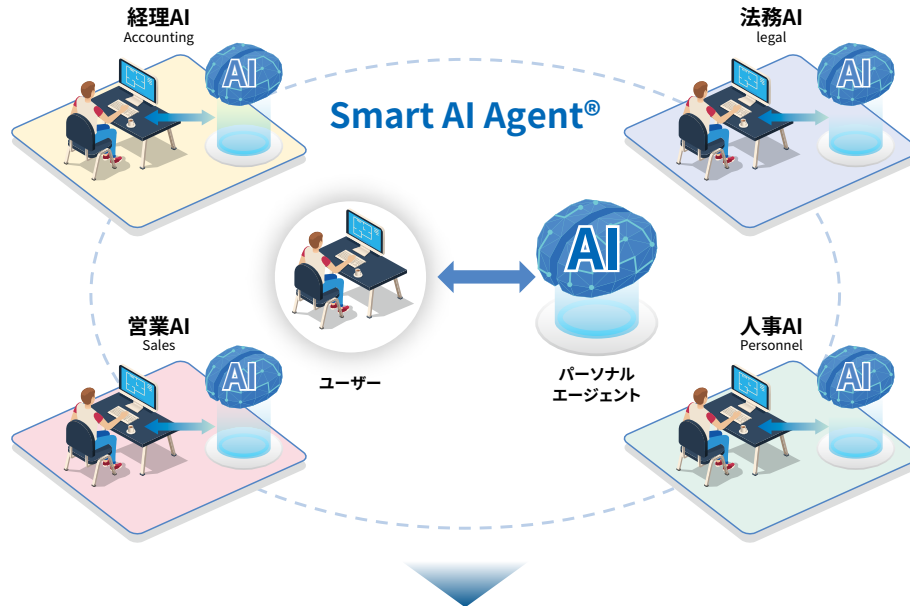 経理AI
Accounting
AI
法務AI
legal
AI
Smart AI Agent®
AI
ユーザー
パーソナル
エージェント
営業AI
Sales
AI
人事AI
Personnel
AI